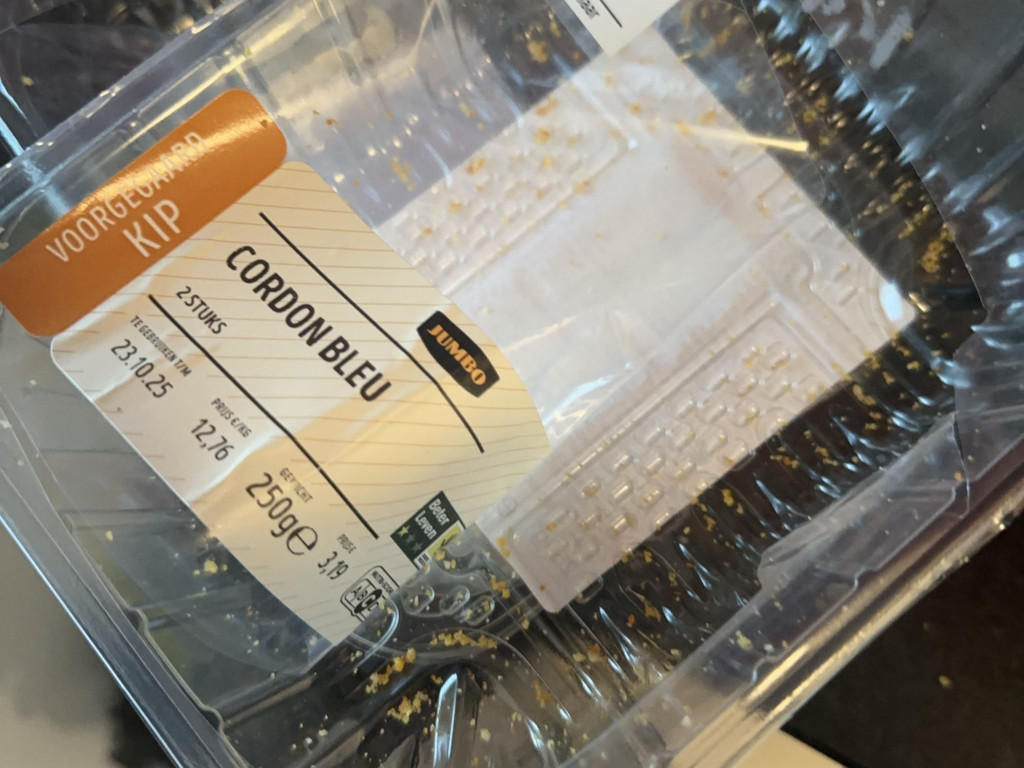 VOORGEGAARD
KIP
CORDON BLEU
JUMBO
2 STUKS
TE GEBRUIKEN T/M
23.10.25
PRIJS €/KG
12,76
GEWICHT
250g e
PRIJS €
3,19
Beter
Leven